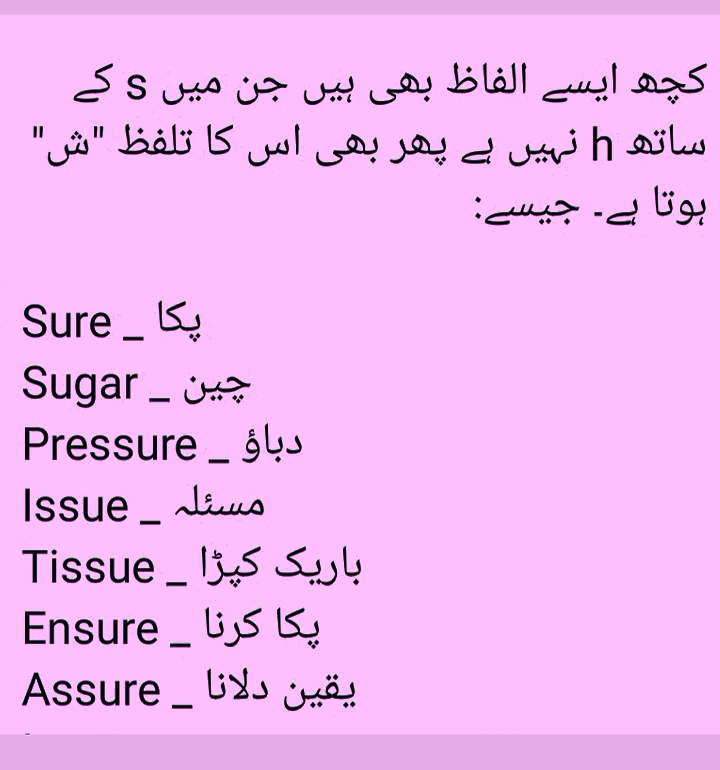 کچھ ایسے الفاظ بھی ہیں جن میں s کے
ساتھ h نہیں ہے پھر بھی اس کا تلفظ "ش"
ہوتا ہے۔ جیسے:
Sure _ پکا
Sugar _ چین
Pressure _ دباؤ
Issue _ مسئلہ
Tissue _ باریک کپڑا
Ensure _ پکا کرنا
Assure _ یقین دلانا